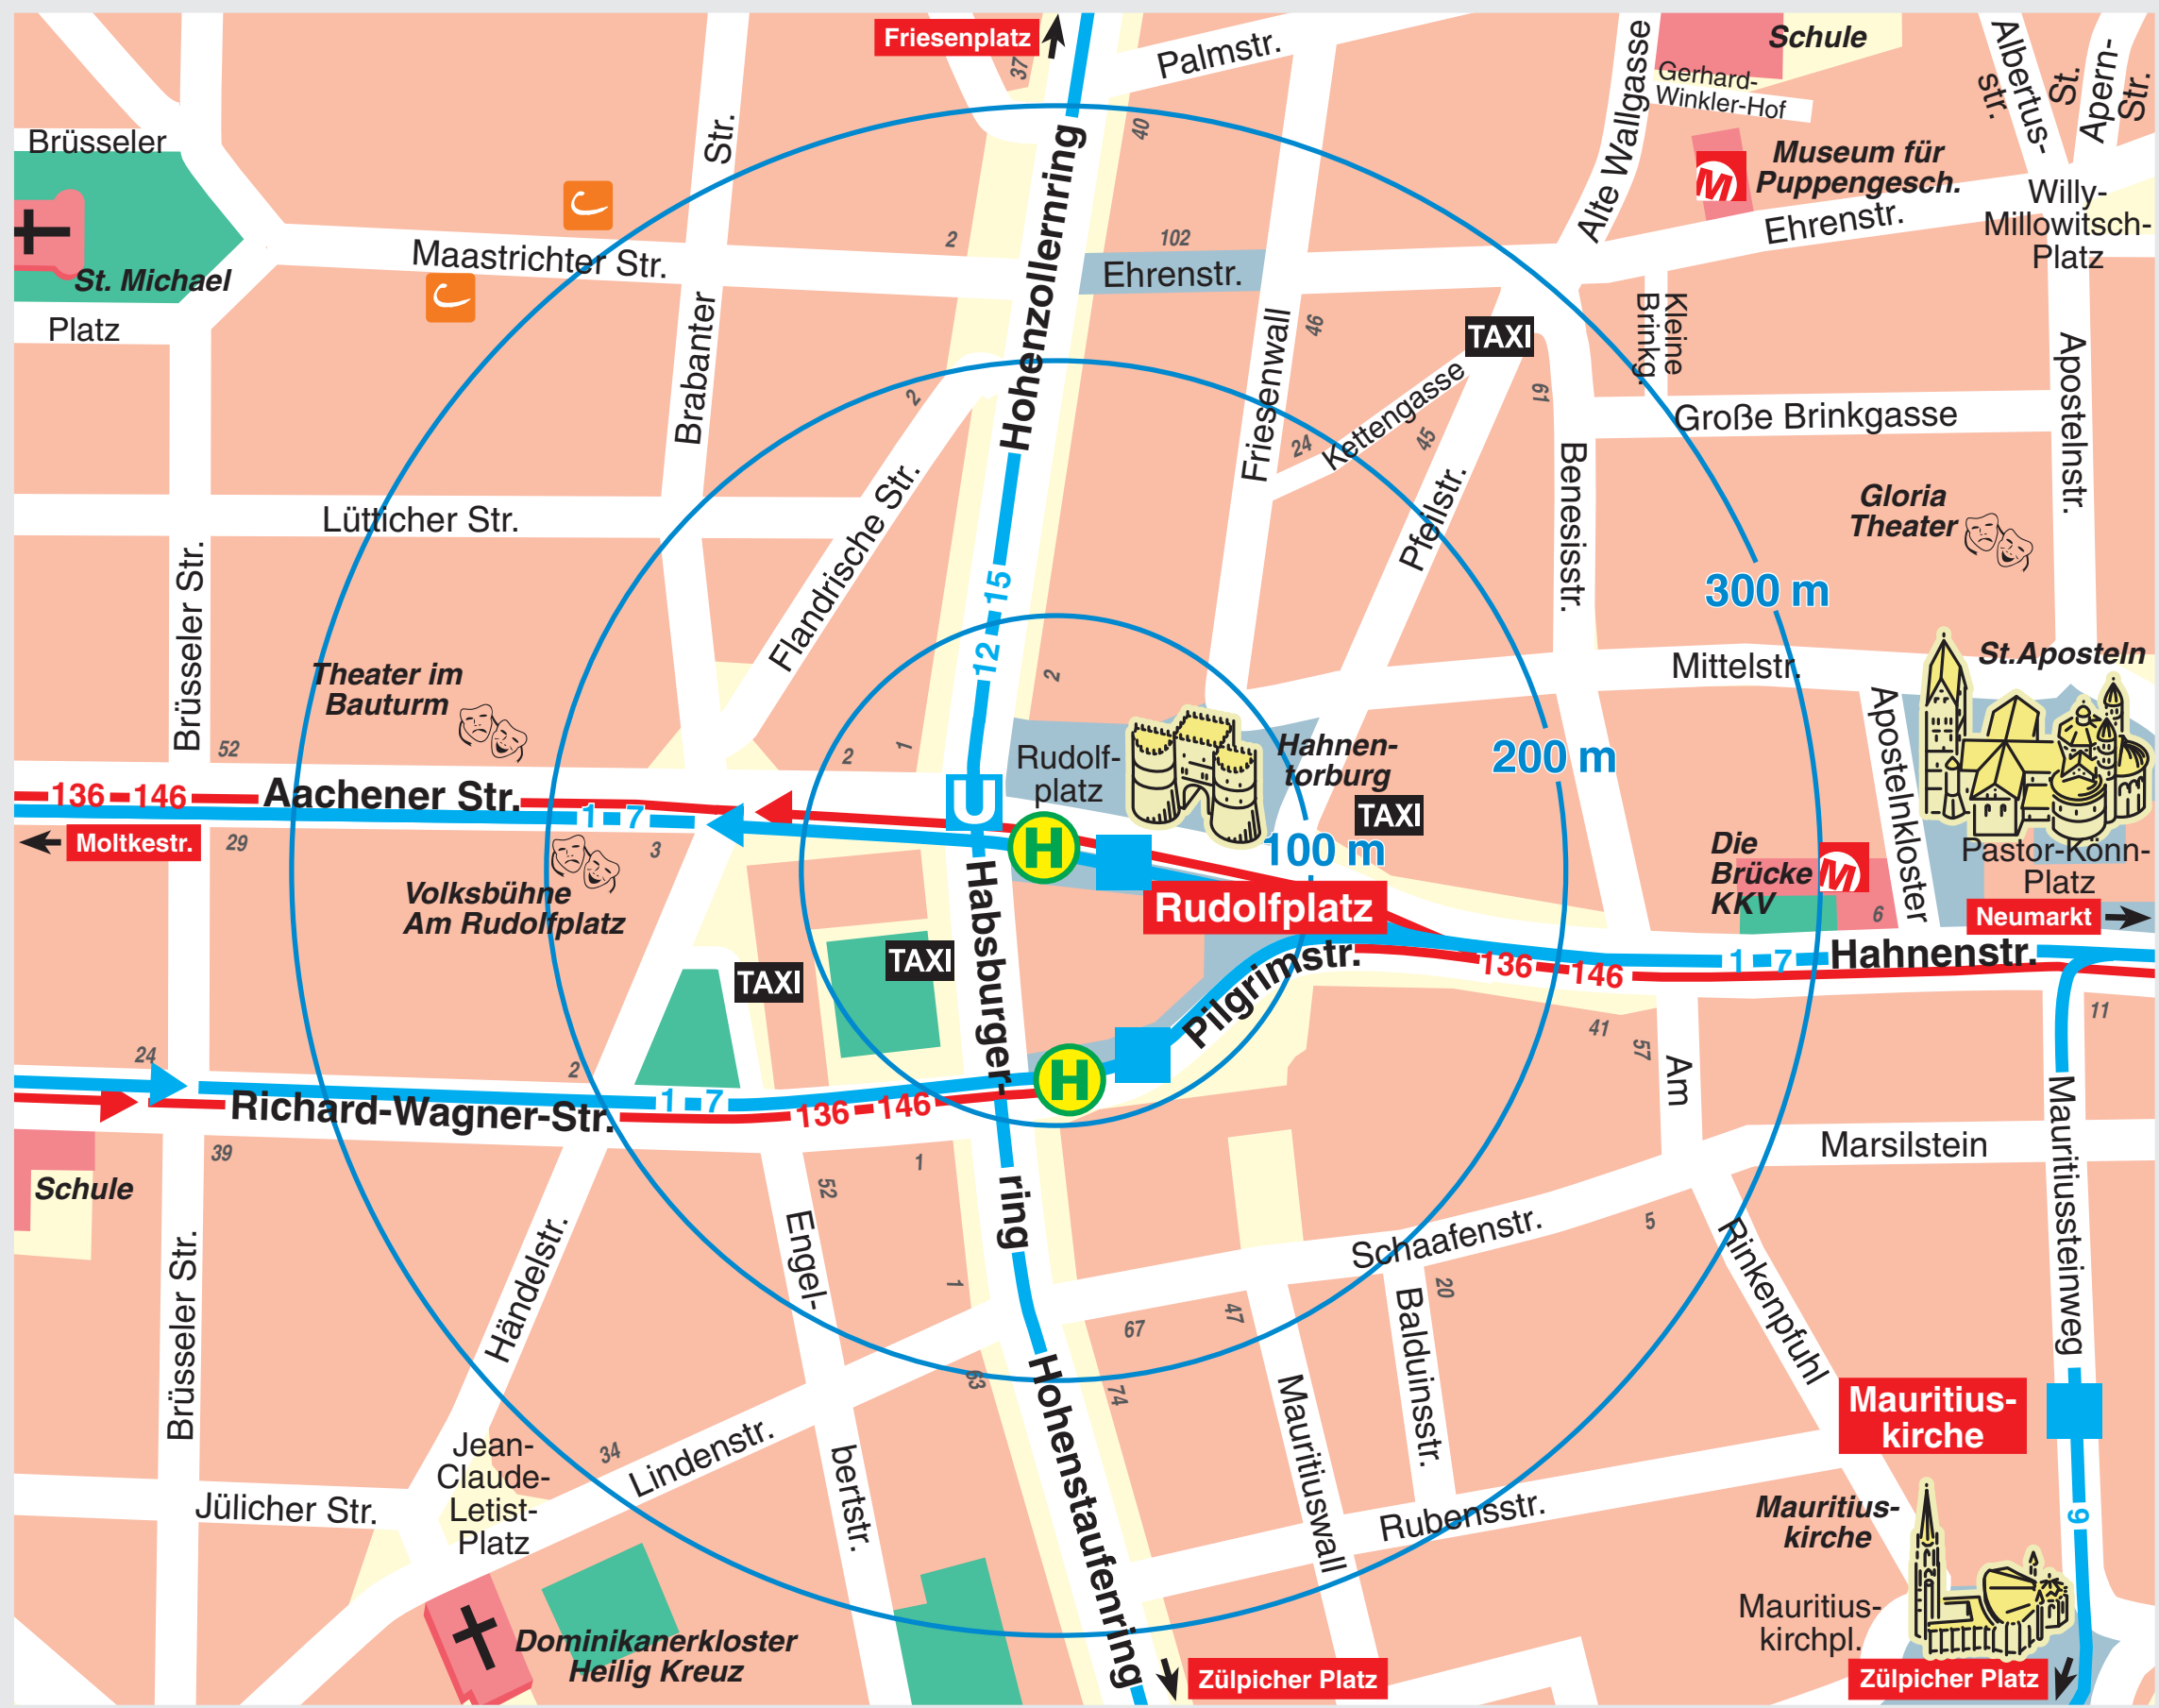 Friesenplatz
37
Palmstr.
40
Alte Wallgasse
Schule
Gerhard-
Winkler-Hof
Albertus-
str.
St.
Apern-
Str.
Brüsseler
Str.
Museum für
Puppengesch.
M
Ehrenstr.
Willy-
Millowitsch-
Platz
St. Michael
Platz
Maastrichter Str.
2
102
Ehrenstr.
Hohenzollernring
Brabanter
Friesenwall
46
TAXI
Kleine
Brinkg.
61
Kettengasse
24
45
2
Große Brinkgasse
Apostelnstr.
Lütticher Str.
Flandrische Str.
Pfeilstr.
Benesisstr.
Gloria
Theater
Brüsseler Str.
12
15
300 m
Theater im
Bauturm
2
Mittelstr.
St.Aposteln
52
2
1
Rudolf-
platz
Hahnen-
torburg
200 m
Apostelnkloster
136
146
Aachener Str.
1
7
U
H
TAXI
100 m
Moltkestr.
29
3
Volksbühne
Am Rudolfplatz
Die
Brücke
KKV
M
6
Pastor-Könn-
Platz
Neumarkt
Rudolfplatz
Habsburger-
TAXI
TAXI
Pilgrimstr.
136
146
1
7
Hahnenstr.
11
41
57
Am
24
2
H
Richard-Wagner-Str.
1
7
136
146
39
1
52
Marsilstein
Mauritiussteinweg
Schule
ring
Schaafenstr.
5
Rinkenpfuhl
Brüsseler Str.
Händelstr.
Engel-
1
67
47
20
Balduinsstr.
63
74
Mauritius-
kirche
Jean-
Claude-
Letist-
Platz
34
Lindenstr.
bertstr.
Hohenstaufenring
Mauritiuswall
Rubensstr.
Jülicher Str.
Mauritius-
kirche
9
Mauritius-
kirchpl.
Dominikanerkloster
Heilig Kreuz
Zülpicher Platz
Zülpicher Platz